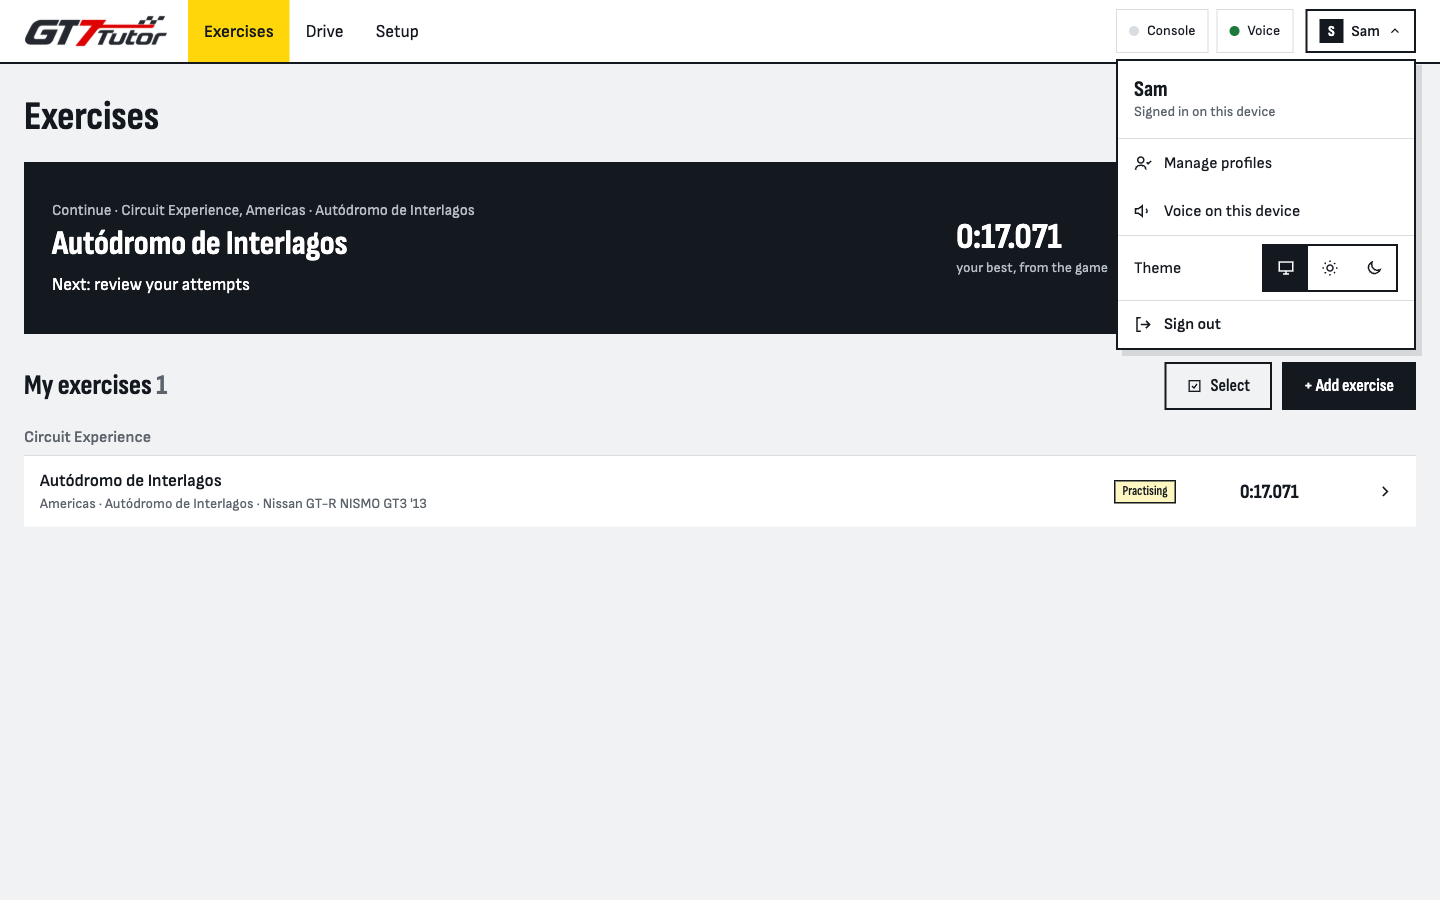 GT7 Tutor
Exercises
Drive
Setup
Console
Voice
S
Sam
Exercises
Sam
Signed in on this device
Manage profiles
Voice on this device
Theme
Sign out
Continue · Circuit Experience, Americas · Autódromo de Interlagos
Autódromo de Interlagos
Next: review your attempts
0:17.071
your best, from the game
My exercises 1
Select
+ Add exercise
Circuit Experience
Autódromo de Interlagos
Americas · Autódromo de Interlagos · Nissan GT-R NISMO GT3 '13
Practising
0:17.071